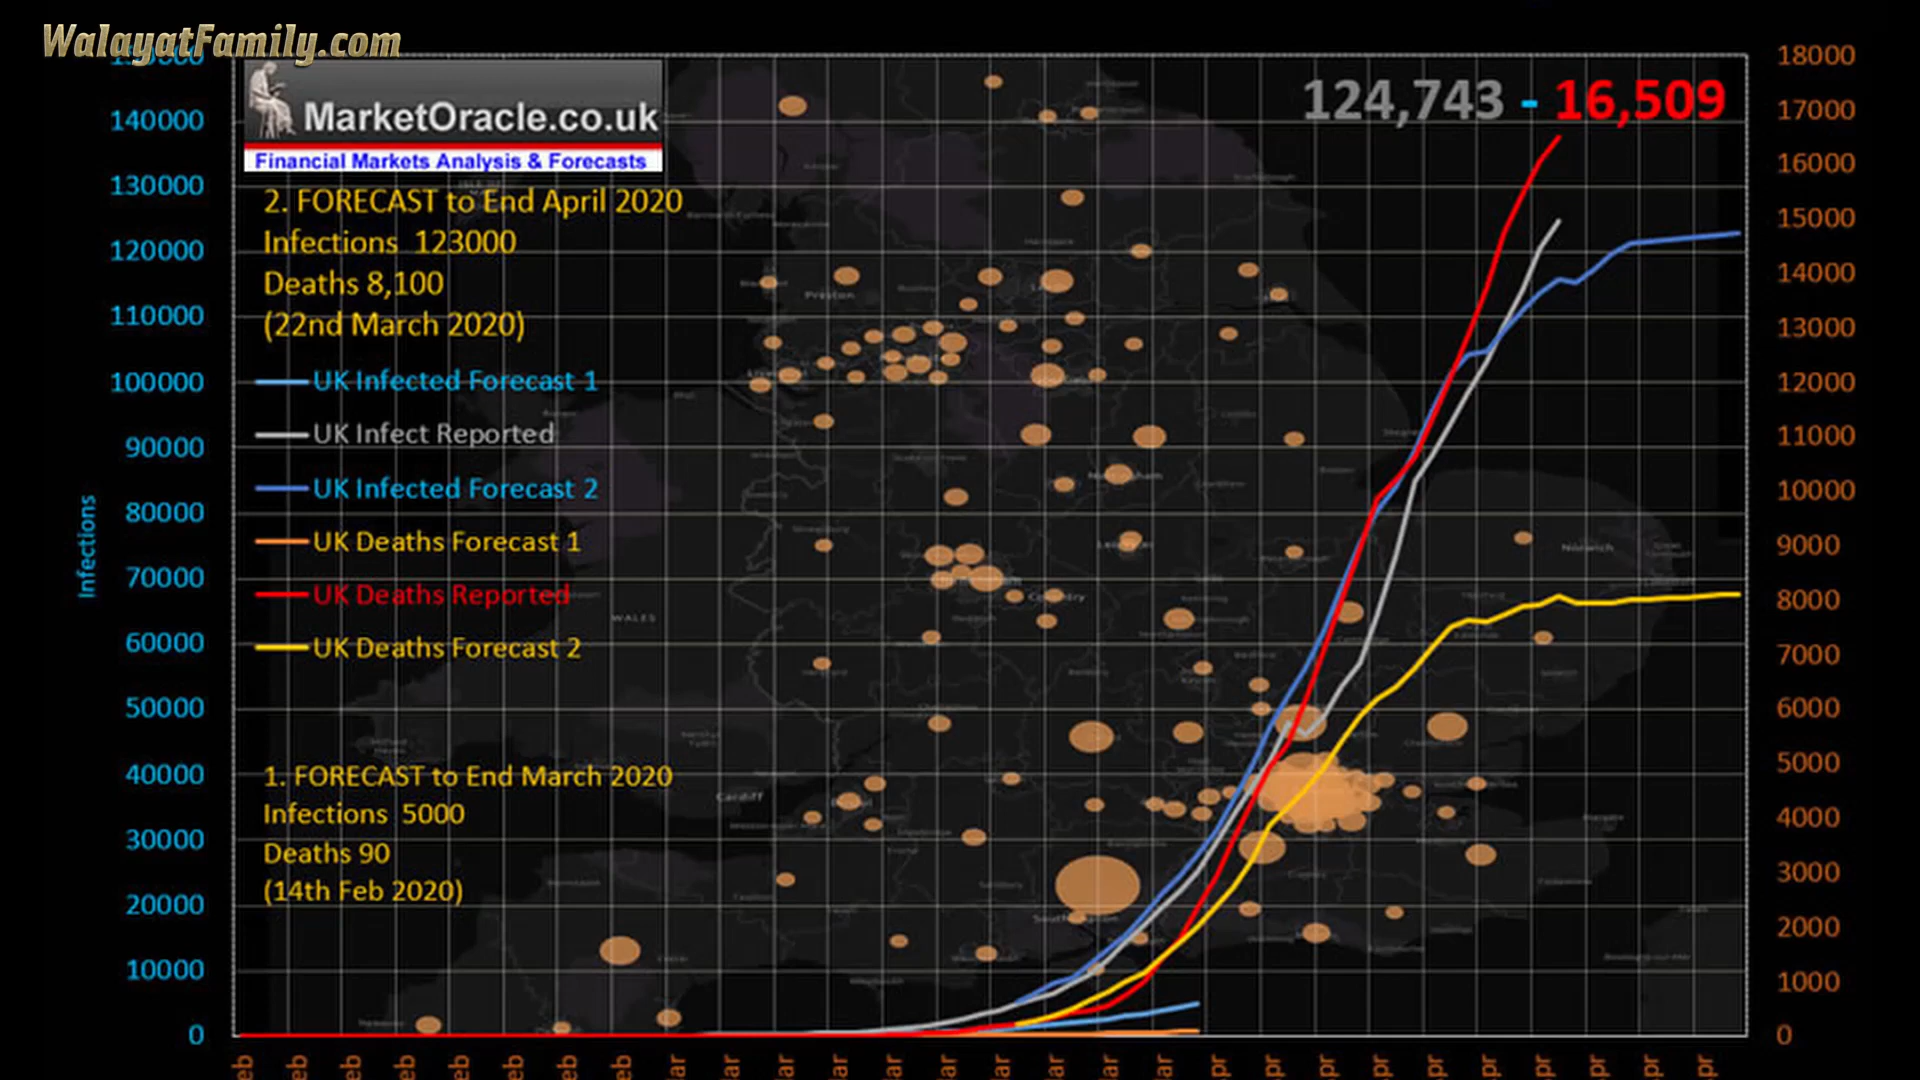 WalayatFamily.com
MarketOracle.co.uk
Financial Markets Analysis & Forecasts
124,743 - 16,509
2. FORECAST to End April 2020
Infections 123000
Deaths 8,100
(22nd March 2020)
UK Infected Forecast 1
UK Infect Reported
UK Infected Forecast 2
UK Deaths Forecast 1
UK Deaths Reported
UK Deaths Forecast 2
1. FORECAST to End March 2020
Infections 5000
Deaths 90
(14th Feb 2020)
Infections
140000
130000
120000
110000
100000
90000
80000
70000
60000
50000
40000
30000
20000
10000
0
18000
17000
16000
15000
14000
13000
12000
11000
10000
9000
8000
7000
6000
5000
4000
3000
2000
1000
0
Preston
WALES
Norwich
Cardiff